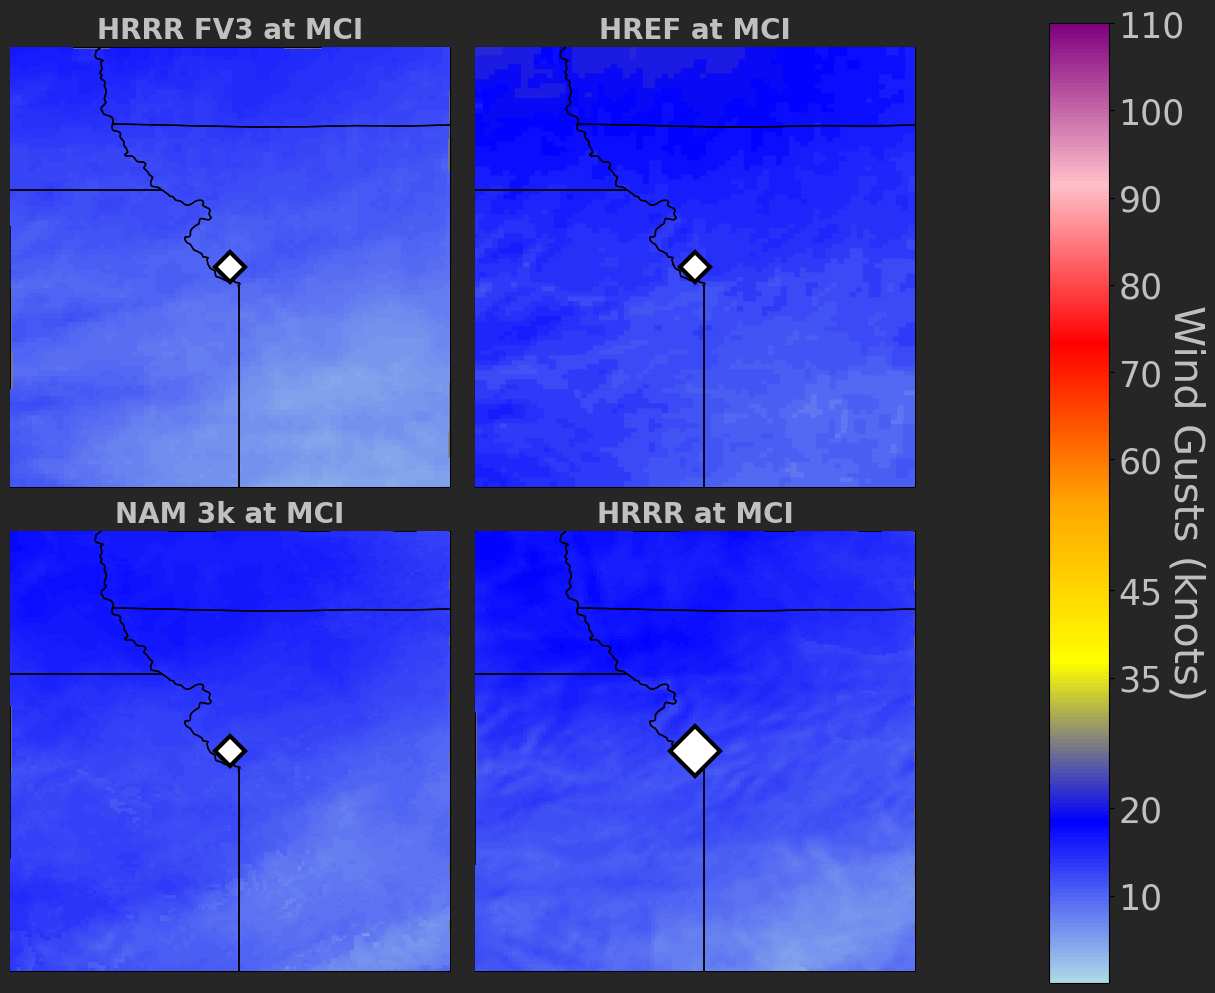 HRRR FV3 at MCI
HREF at MCI
NAM 3k at MCI
HRRR at MCI
110
100
90
80
70
60
45
35
20
10
Wind Gusts (knots)